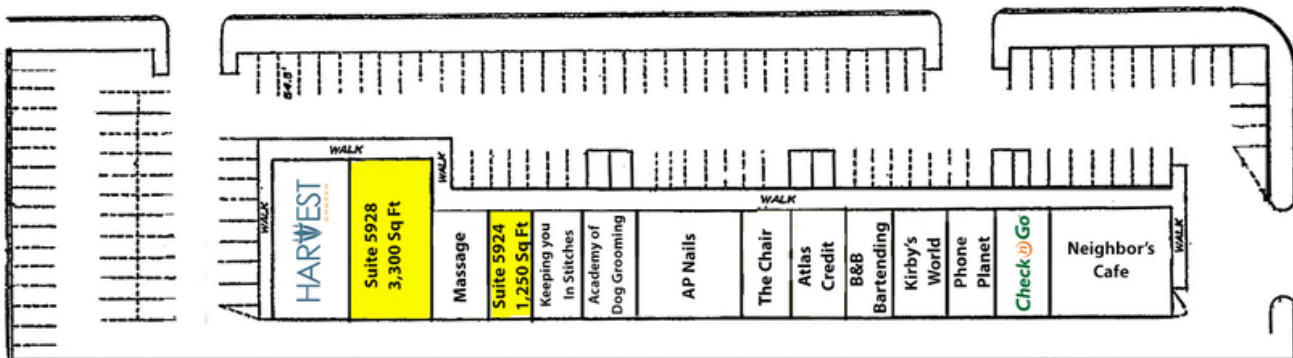 64.5'
WALK
WALK
WALK
HARVEST
CHURCH
Suite 5928
3,300 Sq Ft
Massage
Suite 5924
1,250 Sq Ft
Keeping you
In Stitches
Academy of
Dog Grooming
AP Nails
The Chair
Atlas
Credit
B&B
Bartending
Kirby's
World
Phone
Planet
Check n Go
Neighbor's
Cafe
WALK
WALK